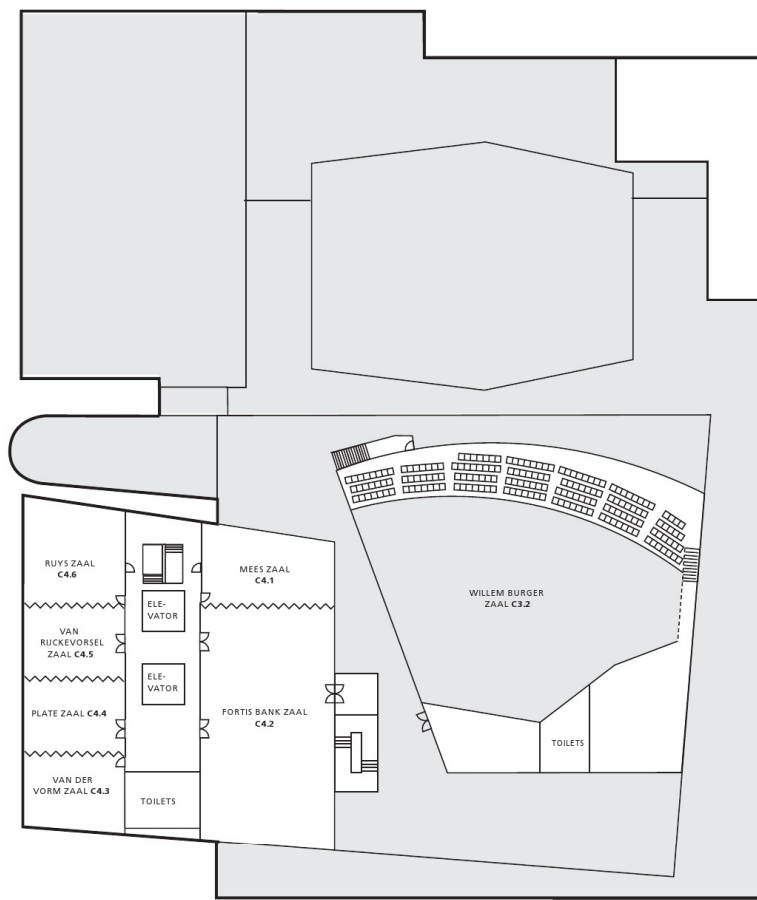 RUYS ZAAL
C4.6
MEES ZAAL
C4.1
ELE-
VATOR
WILLEM BURGER
ZAAL C3.2
VAN
RIJCKEVORSEL
ZAAL C4.5
ELE-
VATOR
PLATE ZAAL C4.4
FORTIS BANK ZAAL
C4.2
TOILETS
VAN DER
VORM ZAAL C4.3
TOILETS